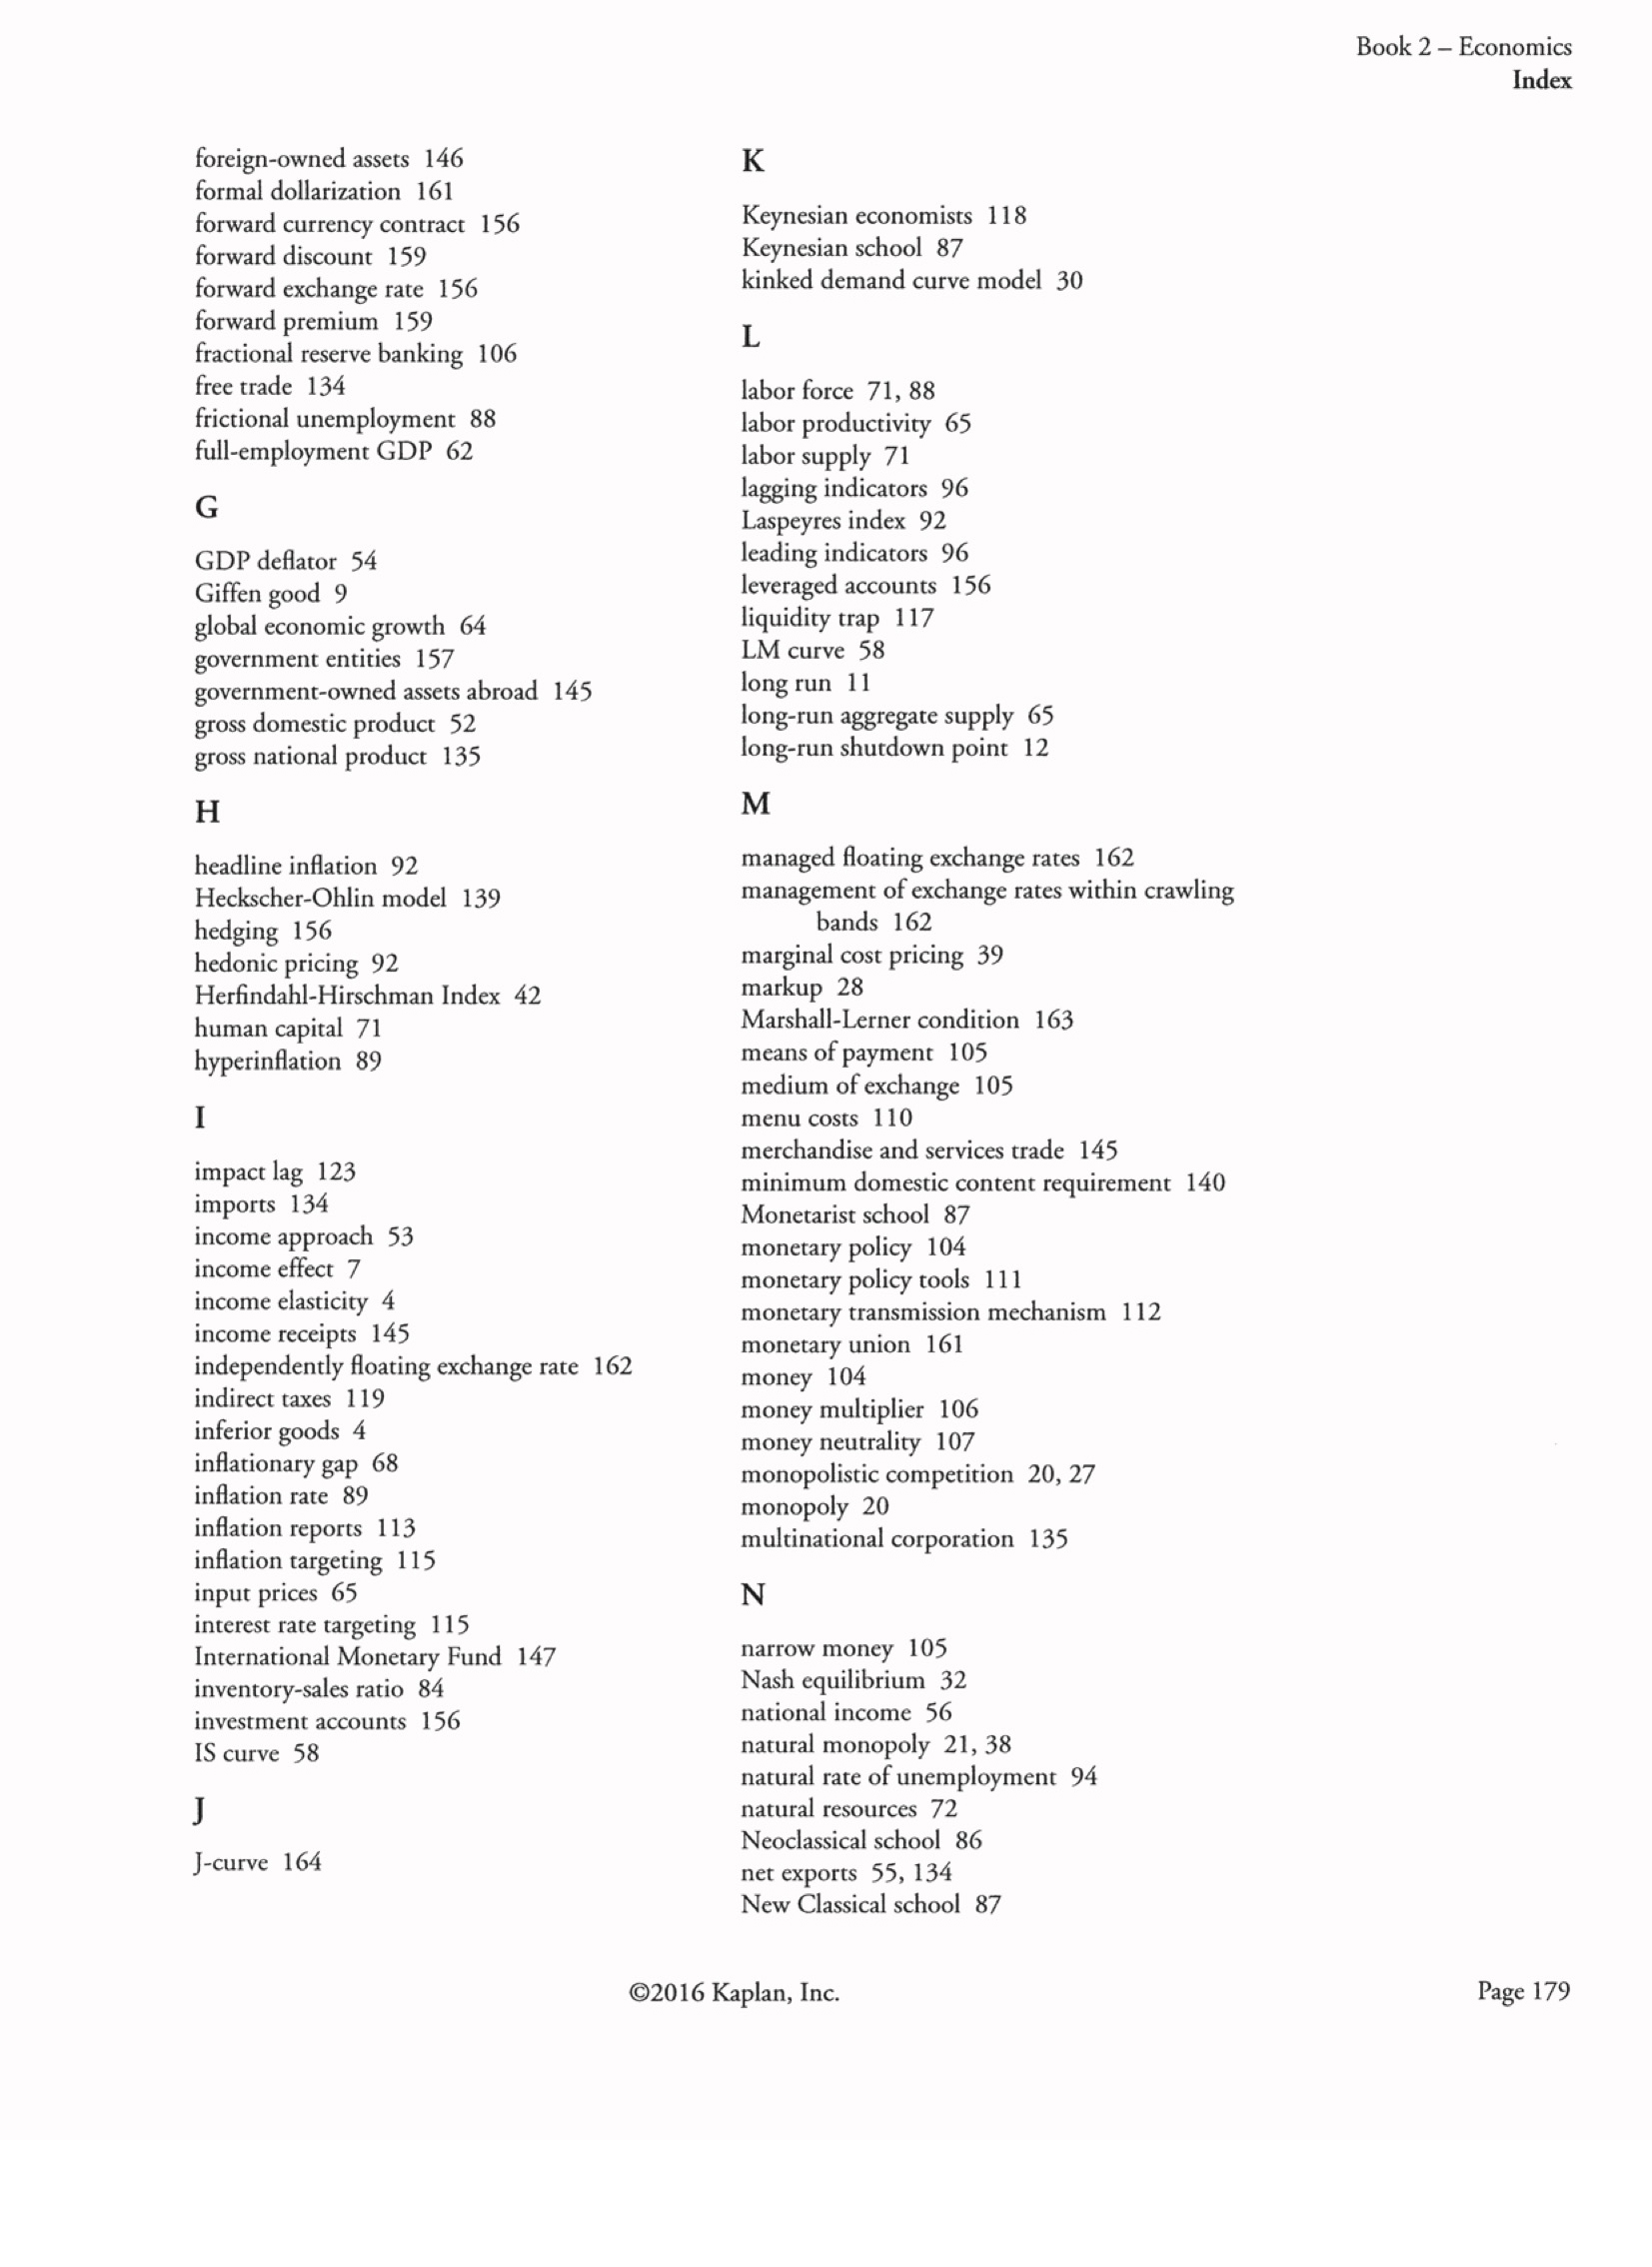 Book 2 – Economics
Index
foreign-owned assets 146
formal dollarization 161
forward currency contract 156
forward discount 159
forward exchange rate 156
forward premium 159
fractional reserve banking 106
free trade 134
frictional unemployment 88
full-employment GDP 62
G
GDP deflator 54
Giffen good 9
global economic growth 64
government entities 157
government-owned assets abroad 145
gross domestic product 52
gross national product 135
H
headline inflation 92
Heckscher-Ohlin model 139
hedging 156
hedonic pricing 92
Herfindahl-Hirschman Index 42
human capital 71
hyperinflation 89
I
impact lag 123
imports 134
income approach 53
income effect 7
income elasticity 4
income receipts 145
independently floating exchange rate 162
indirect taxes 119
inferior goods 4
inflationary gap 68
inflation rate 89
inflation reports 113
inflation targeting 115
input prices 65
interest rate targeting 115
International Monetary Fund 147
inventory-sales ratio 84
investment accounts 156
IS curve 58
J
J-curve 164
K
Keynesian economists 118
Keynesian school 87
kinked demand curve model 30
L
labor force 71, 88
labor productivity 65
labor supply 71
lagging indicators 96
Laspeyres index 92
leading indicators 96
leveraged accounts 156
liquidity trap 117
LM curve 58
long run 11
long-run aggregate supply 65
long-run shutdown point 12
M
managed floating exchange rates 162
management of exchange rates within crawling
bands 162
marginal cost pricing 39
markup 28
Marshall-Lerner condition 163
means of payment 105
medium of exchange 105
menu costs 110
merchandise and services trade 145
minimum domestic content requirement 140
Monetarist school 87
monetary policy 104
monetary policy tools 111
monetary transmission mechanism 112
monetary union 161
money 104
money multiplier 106
money neutrality 107
monopolistic competition 20, 27
monopoly 20
multinational corporation 135
N
narrow money 105
Nash equilibrium 32
national income 56
natural monopoly 21, 38
natural rate of unemployment 94
natural resources 72
Neoclassical school 86
net exports 55, 134
New Classical school 87
©2016 Kaplan, Inc.
Page 179